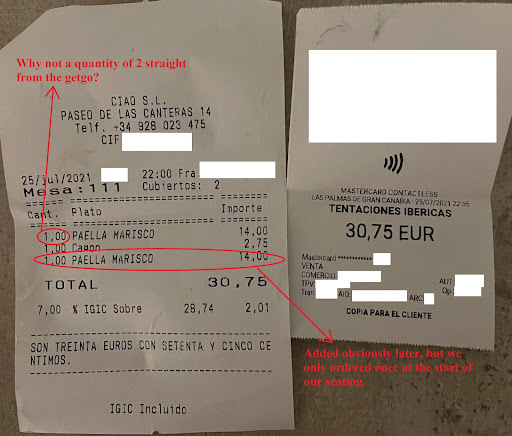 Why not a quantity of 2 straight
from the getgo?
CIAO S.L.
PASEO DE LAS CANTERAS 14
Telf. +34 928 023 475
CIF
25/jul/2021 22:00 Fra
Mesa:111 Cubiertos: 2
Cant. Plato Importe
1,00 PAELLA MARISCO 14,00
1,00 Cagon 2,75
1,00 PAELLA MARISCO 14,00
TOTAL 30,75
7,00 % IGIC Sobre 28,74 2,01
SON TREINTA EUROS CON SETENTA Y CINCO CE
NTIMOS.
IGIC Incluido
MASTERCARD CONTACTLESS
LAS PALMAS DE GRAN CANARIA - 25/07/2021 22:55
TENTACIONES IBERICAS
30,75 EUR
Mastercard ************
VENTA
COMERCIO: AUT:
TPV: Op:
Tran: AID: ARC:
COPIA PARA EL CLIENTE
Added obviously later, but we
only ordered once at the start of
our seating.